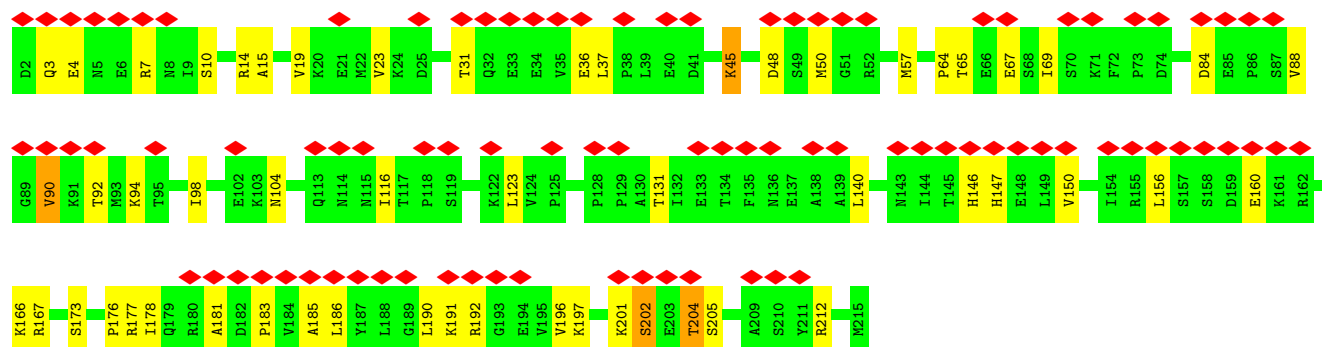 D2 Q3 E4 N5 E6 R7 N8 I9 S10 R14 A15 V19 K20 E21 M22 V23 K24 D25 T31 Q32 E33 E34 V35 E36 L37 P38 L39 E40 D41 K45 D48 S49 M50 G51 R52 M57 P64 T65 E66 E67 S68 I69 S70 K71 F72 P73 D74 D84 E85 P86 S87 V88
G89 V90 K91 T92 M93 K94 T95 I98 E102 K103 N104 Q113 N114 N115 I116 T117 P118 S119 K122 L123 V124 P125 P128 P129 A130 T131 I132 E133 T134 F135 N136 E137 A138 A139 L140 N143 I144 T145 H146 H147 E148 L149 V150 I154 R155 L156 S157 S158 D159 E160 K161 R162
K166 R167 S173 P176 R177 I178 Q179 R180 A181 D182 P183 V184 A185 L186 Y187 L188 G189 L190 K191 R192 G193 E194 V195 V196 K197 K201 S202 E203 T204 S205 A209 S210 Y211 R212 M215